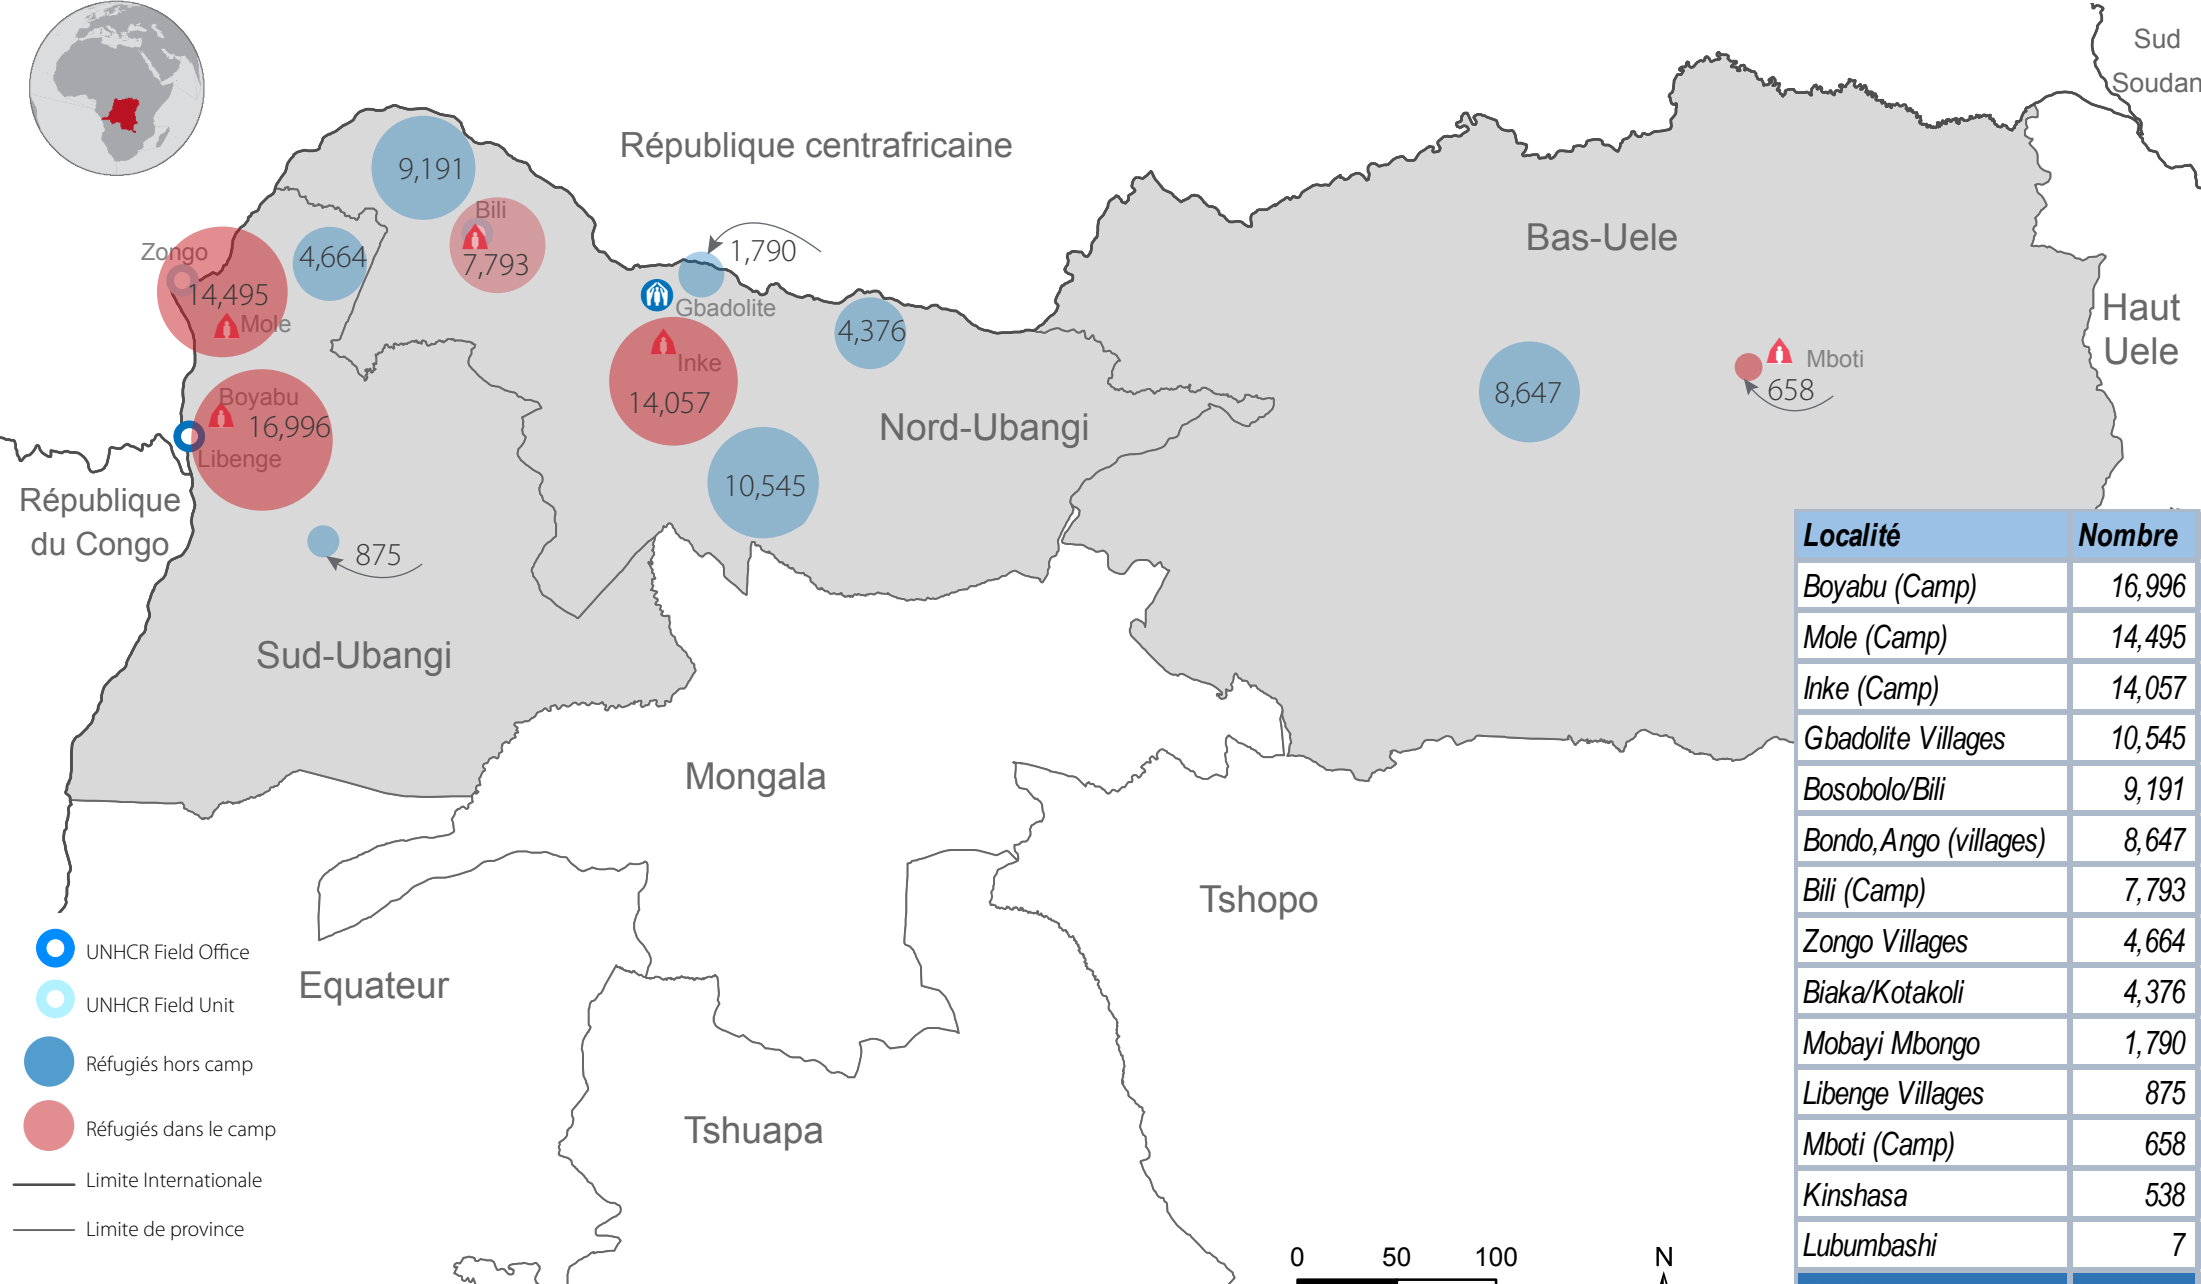 Sud
Soudan
République centrafricaine
9,191
Bili
7,793
Zongo
14,495
Mole
4,664
1,790
Gbadolite
4,376
Inke
14,057
Nord-Ubangi
10,545
Bas-Uele
8,647
Mboti
658
Haut
Uele
Boyabu
16,996
Libenge
République
du Congo
875
Sud-Ubangi
Mongala
Tshopo
Equateur
Tshuapa
UNHCR Field Office
UNHCR Field Unit
Réfugiés hors camp
Réfugiés dans le camp
Limite Internationale
Limite de province
0 50 100
N
Localité Nombre
Boyabu (Camp) 16,996
Mole (Camp) 14,495
Inke (Camp) 14,057
Gbadolite Villages 10,545
Bosobolo/Bili 9,191
Bondo,Ango (villages) 8,647
Bili (Camp) 7,793
Zongo Villages 4,664
Biaka/Kotakoli 4,376
Mobayi Mbongo 1,790
Libenge Villages 875
Mboti (Camp) 658
Kinshasa 538
Lubumbashi 7